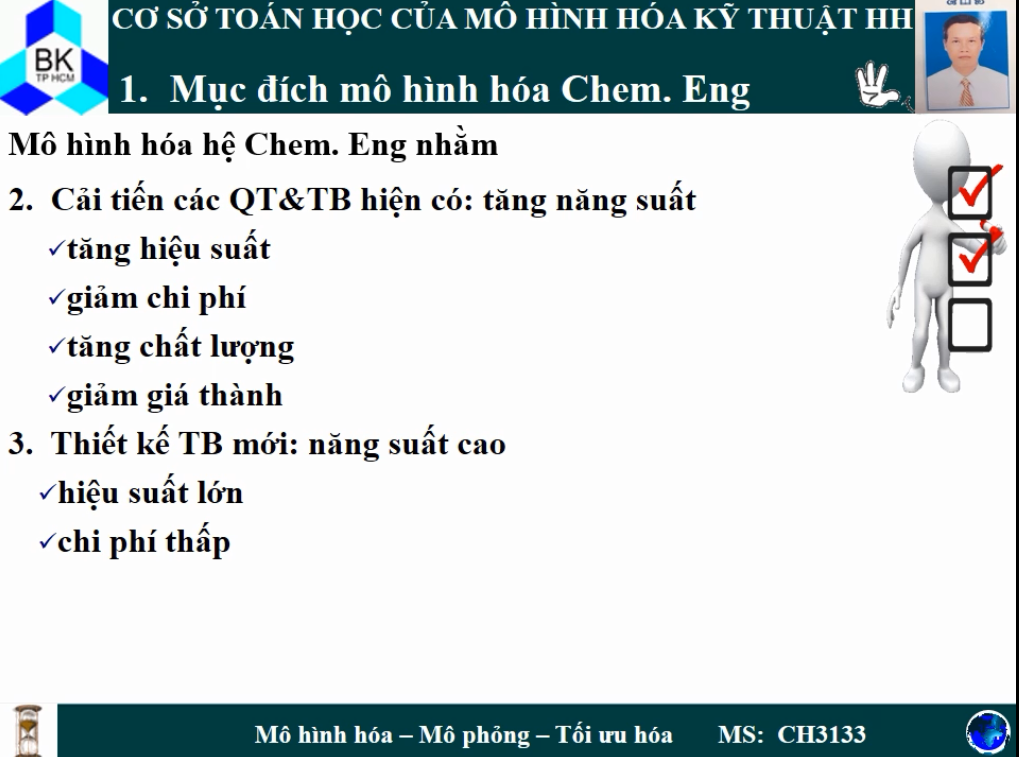 CƠ SỞ TOÁN HỌC CỦA MÔ HÌNH HÓA KỸ THUẬT HH
BK
TP HCM
1. Mục đích mô hình hóa Chem. Eng
Mô hình hóa hệ Chem. Eng nhằm
2. Cải tiến các QT&TB hiện có: tăng năng suất
✓tăng hiệu suất
✓giảm chi phí
✓tăng chất lượng
✓giảm giá thành
3. Thiết kế TB mới: năng suất cao
✓hiệu suất lớn
✓chi phí thấp
Mô hình hóa – Mô phỏng – Tối ưu hóa MS: CH3133